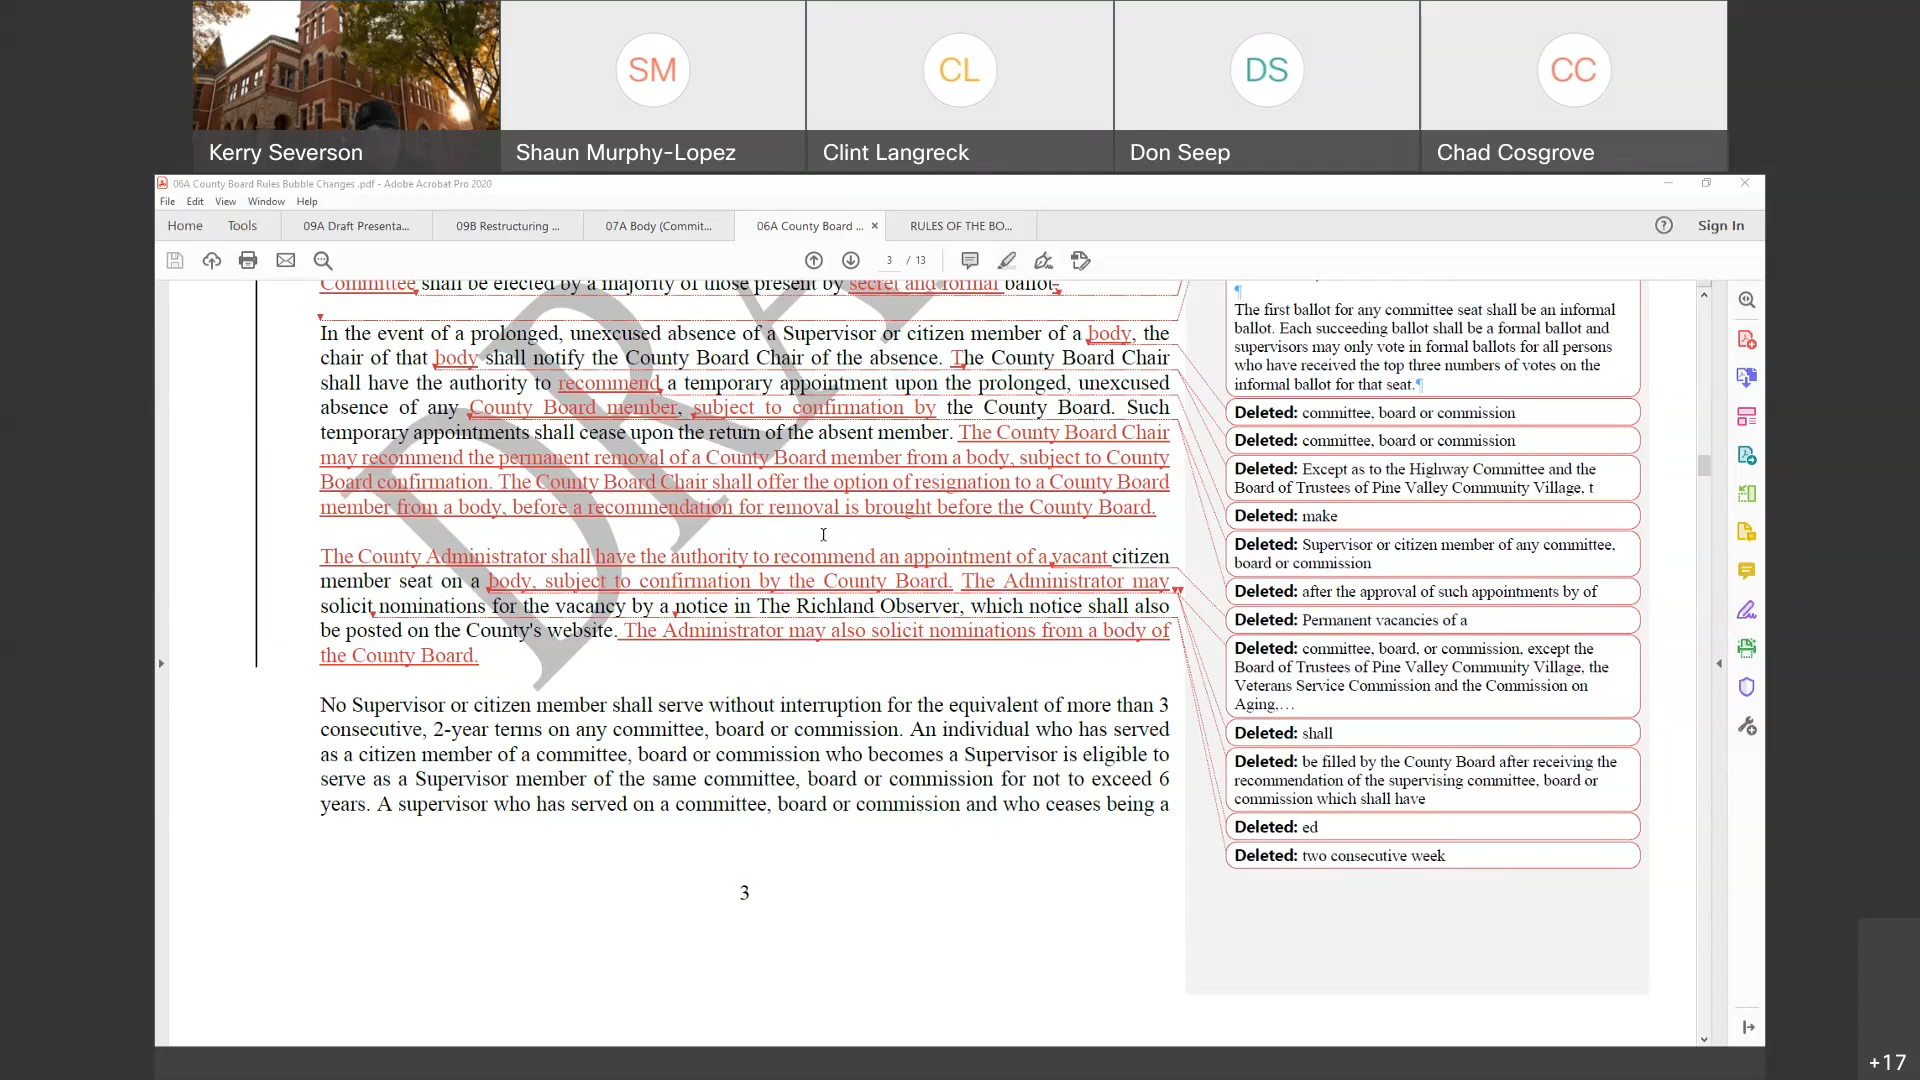 SM
CL
DS
CC
Kerry Severson
Shaun Murphy-Lopez
Clint Langreck
Don Seep
Chad Cosgrove
06A County Board Rules Bubble Changes .pdf - Adobe Acrobat Pro 2020
File Edit View Window Help
Home Tools 09A Draft Presenta... 09B Restructuring ... 07A Body (Commit... 06A County Board ... × RULES OF THE BO... Sign In
3 / 13
Committee shall be elected by a majority of those present by secret and formal ballot.
In the event of a prolonged, unexcused absence of a Supervisor or citizen member of a body, the
chair of that body shall notify the County Board Chair of the absence. The County Board Chair
shall have the authority to recommend a temporary appointment upon the prolonged, unexcused
absence of any County Board member, subject to confirmation by the County Board. Such
temporary appointments shall cease upon the return of the absent member. The County Board Chair
may recommend the permanent removal of a County Board member from a body, subject to County
Board confirmation. The County Board Chair shall offer the option of resignation to a County Board
member from a body, before a recommendation for removal is brought before the County Board.
The County Administrator shall have the authority to recommend an appointment of a vacant citizen
member seat on a body, subject to confirmation by the County Board. The Administrator may
solicit nominations for the vacancy by a notice in The Richland Observer, which notice shall also
be posted on the County's website. The Administrator may also solicit nominations from a body of
the County Board.
No Supervisor or citizen member shall serve without interruption for the equivalent of more than 3
consecutive, 2-year terms on any committee, board or commission. An individual who has served
as a citizen member of a committee, board or commission who becomes a Supervisor is eligible to
serve as a Supervisor member of the same committee, board or commission for not to exceed 6
years. A supervisor who has served on a committee, board or commission and who ceases being a
3
¶
The first ballot for any committee seat shall be an informal
ballot. Each succeeding ballot shall be a formal ballot and
supervisors may only vote in formal ballots for all persons
who have received the top three numbers of votes on the
informal ballot for that seat.¶
Deleted: committee, board or commission
Deleted: committee, board or commission
Deleted: Except as to the Highway Committee and the
Board of Trustees of Pine Valley Community Village, t
Deleted: make
Deleted: Supervisor or citizen member of any committee,
board or commission
Deleted: after the approval of such appointments by of
Deleted: Permanent vacancies of a
Deleted: committee, board, or commission, except the
Board of Trustees of Pine Valley Community Village, the
Veterans Service Commission and the Commission on
Aging,...
Deleted: shall
Deleted: be filled by the County Board after receiving the
recommendation of the supervising committee, board or
commission which shall have
Deleted: ed
Deleted: two consecutive week
+17